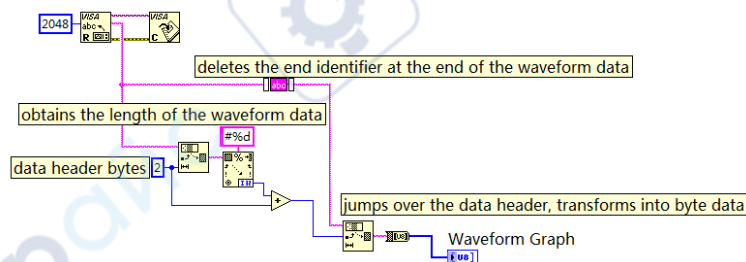 2048
VISA
abc
R
VISA
C
deletes the end identifier at the end of the waveform data
abc
obtains the length of the waveform data
#%d
data header bytes 2
%
I32
+
jumps over the data header, transforms into byte data
[U8]
Waveform Graph
[U8]